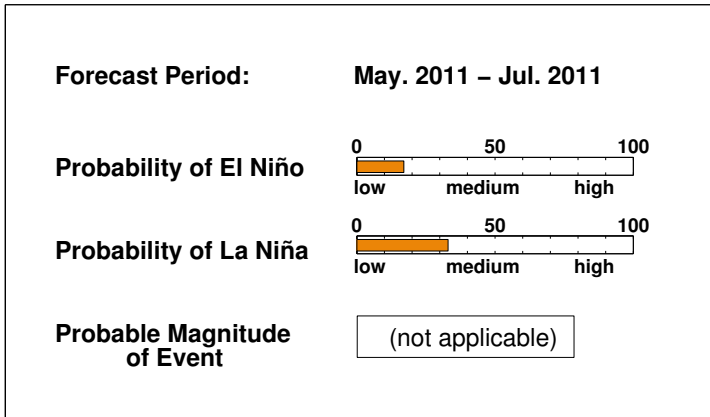 Forecast Period: May. 2011 – Jul. 2011
0 50 100
Probability of El Niño
low medium high
0 50 100
Probability of La Niña
low medium high
Probable Magnitude
of Event
(not applicable)